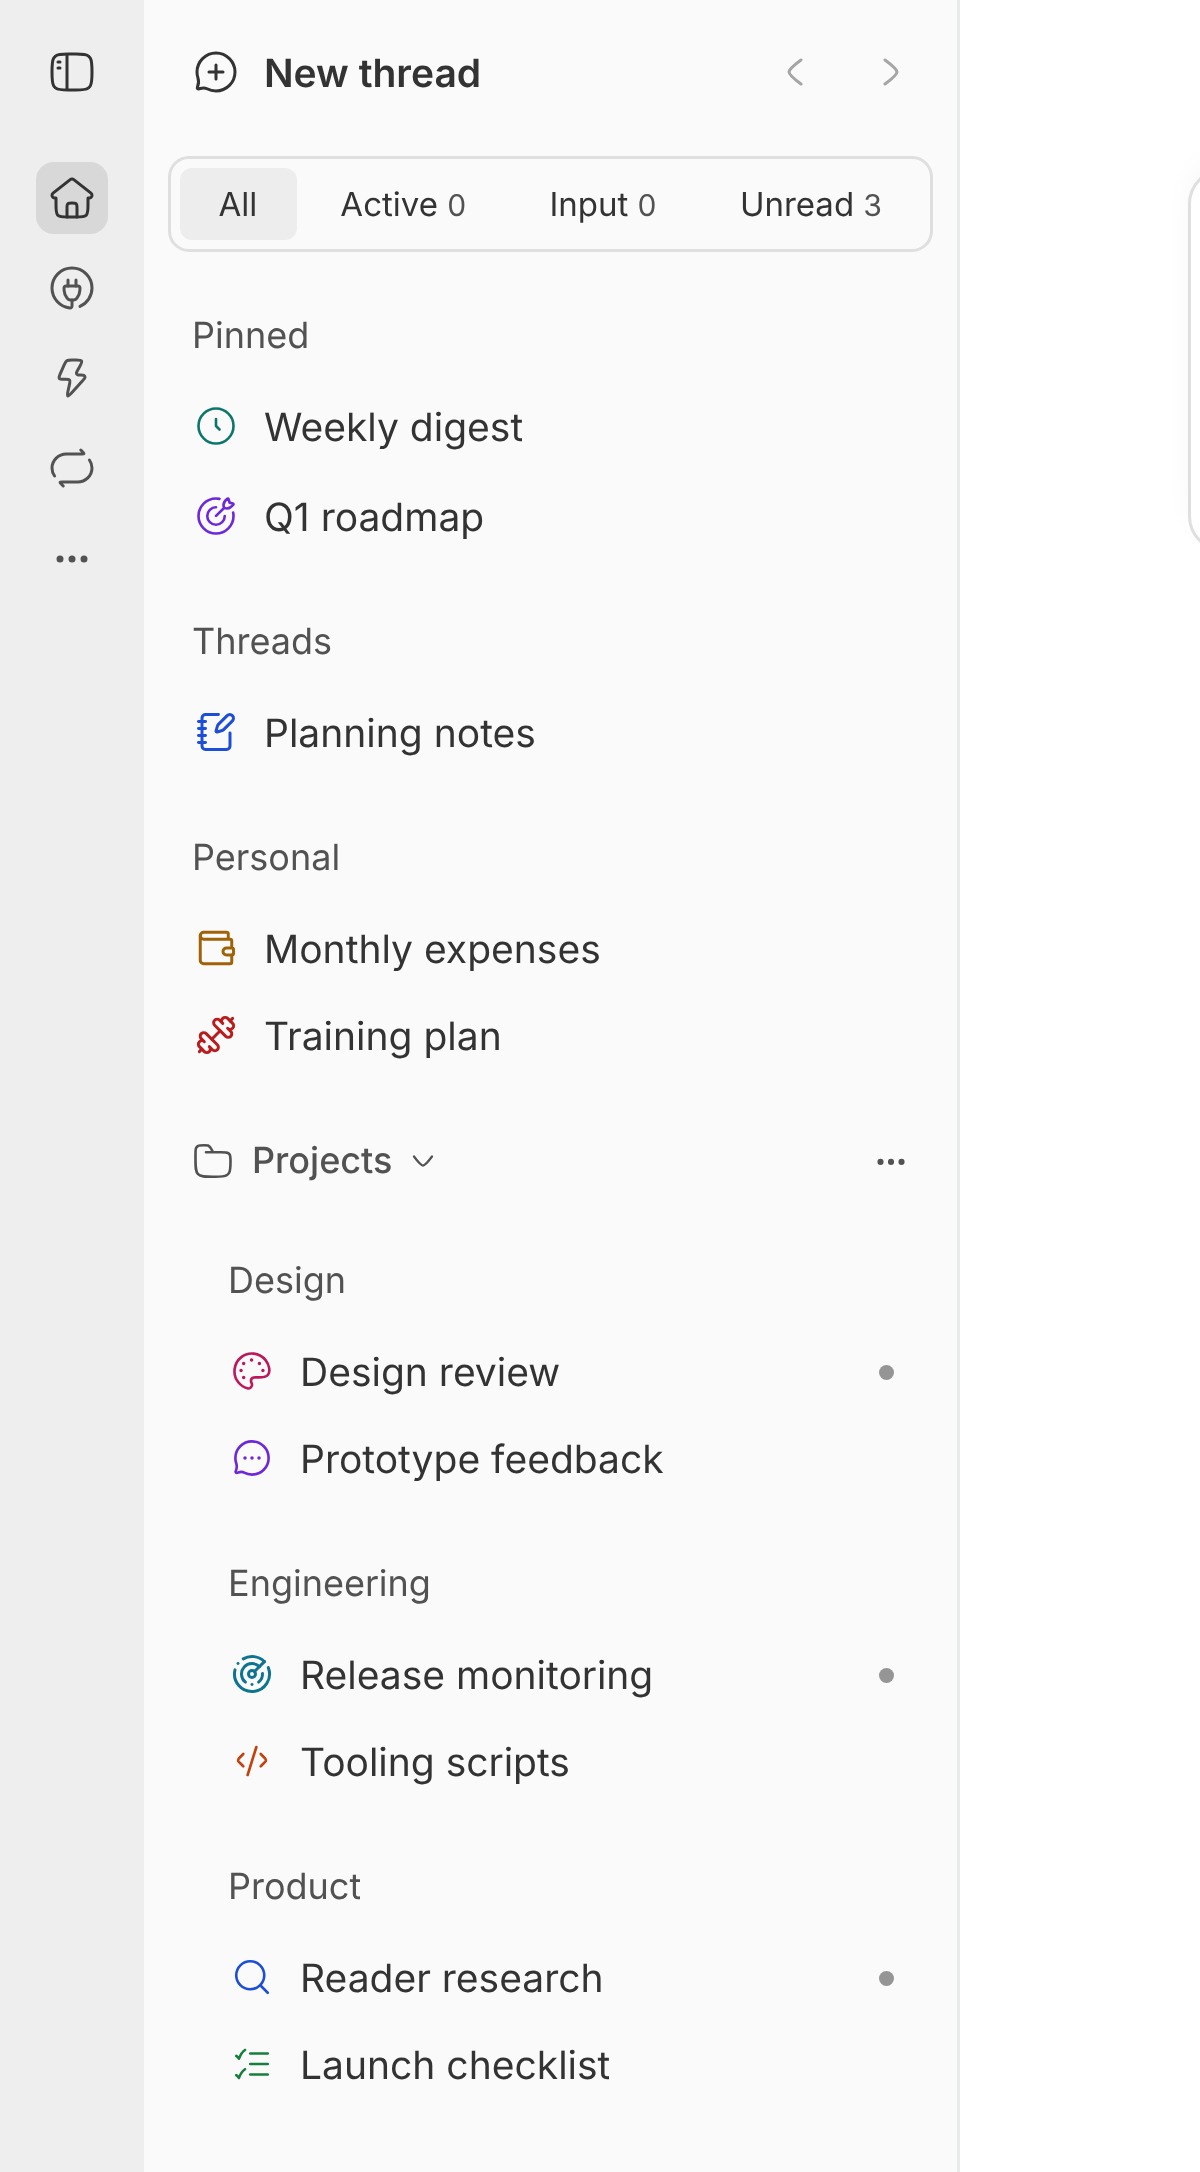 New thread
All Active 0 Input 0 Unread 3
Pinned
Weekly digest
Q1 roadmap
Threads
Planning notes
Personal
Monthly expenses
Training plan
Projects
Design
Design review
Prototype feedback
Engineering
Release monitoring
Tooling scripts
Product
Reader research
Launch checklist